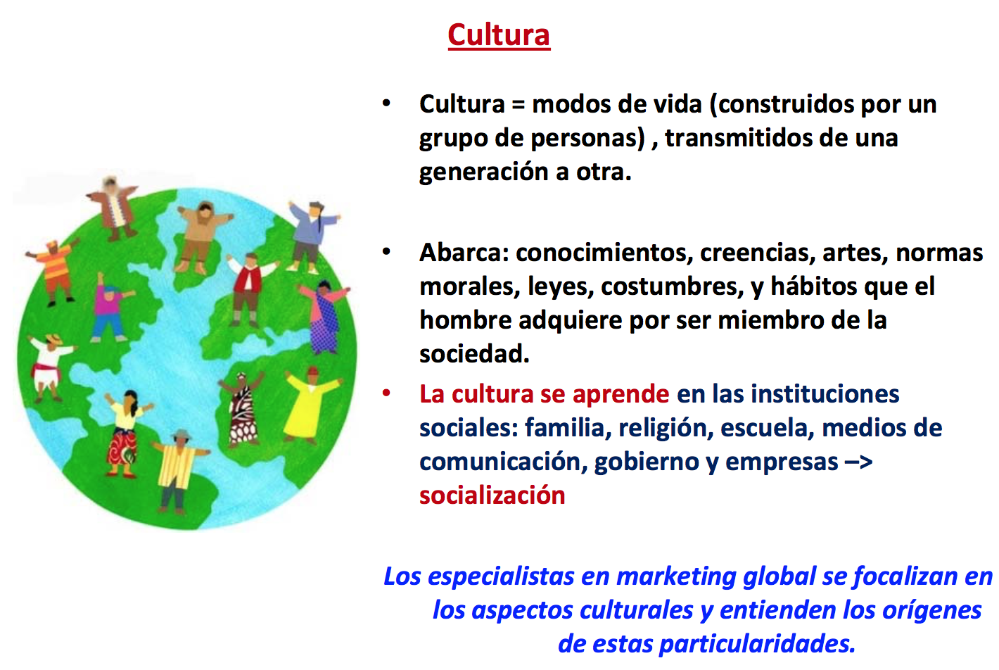 Cultura
• Cultura = modos de vida (construidos por un
grupo de personas) , transmitidos de una
generación a otra.
• Abarca: conocimientos, creencias, artes, normas
morales, leyes, costumbres, y hábitos que el
hombre adquiere por ser miembro de la
sociedad.
• La cultura se aprende en las instituciones
sociales: familia, religión, escuela, medios de
comunicación, gobierno y empresas –>
socialización
Los especialistas en marketing global se focalizan en
los aspectos culturales y entienden los orígenes
de estas particularidades.